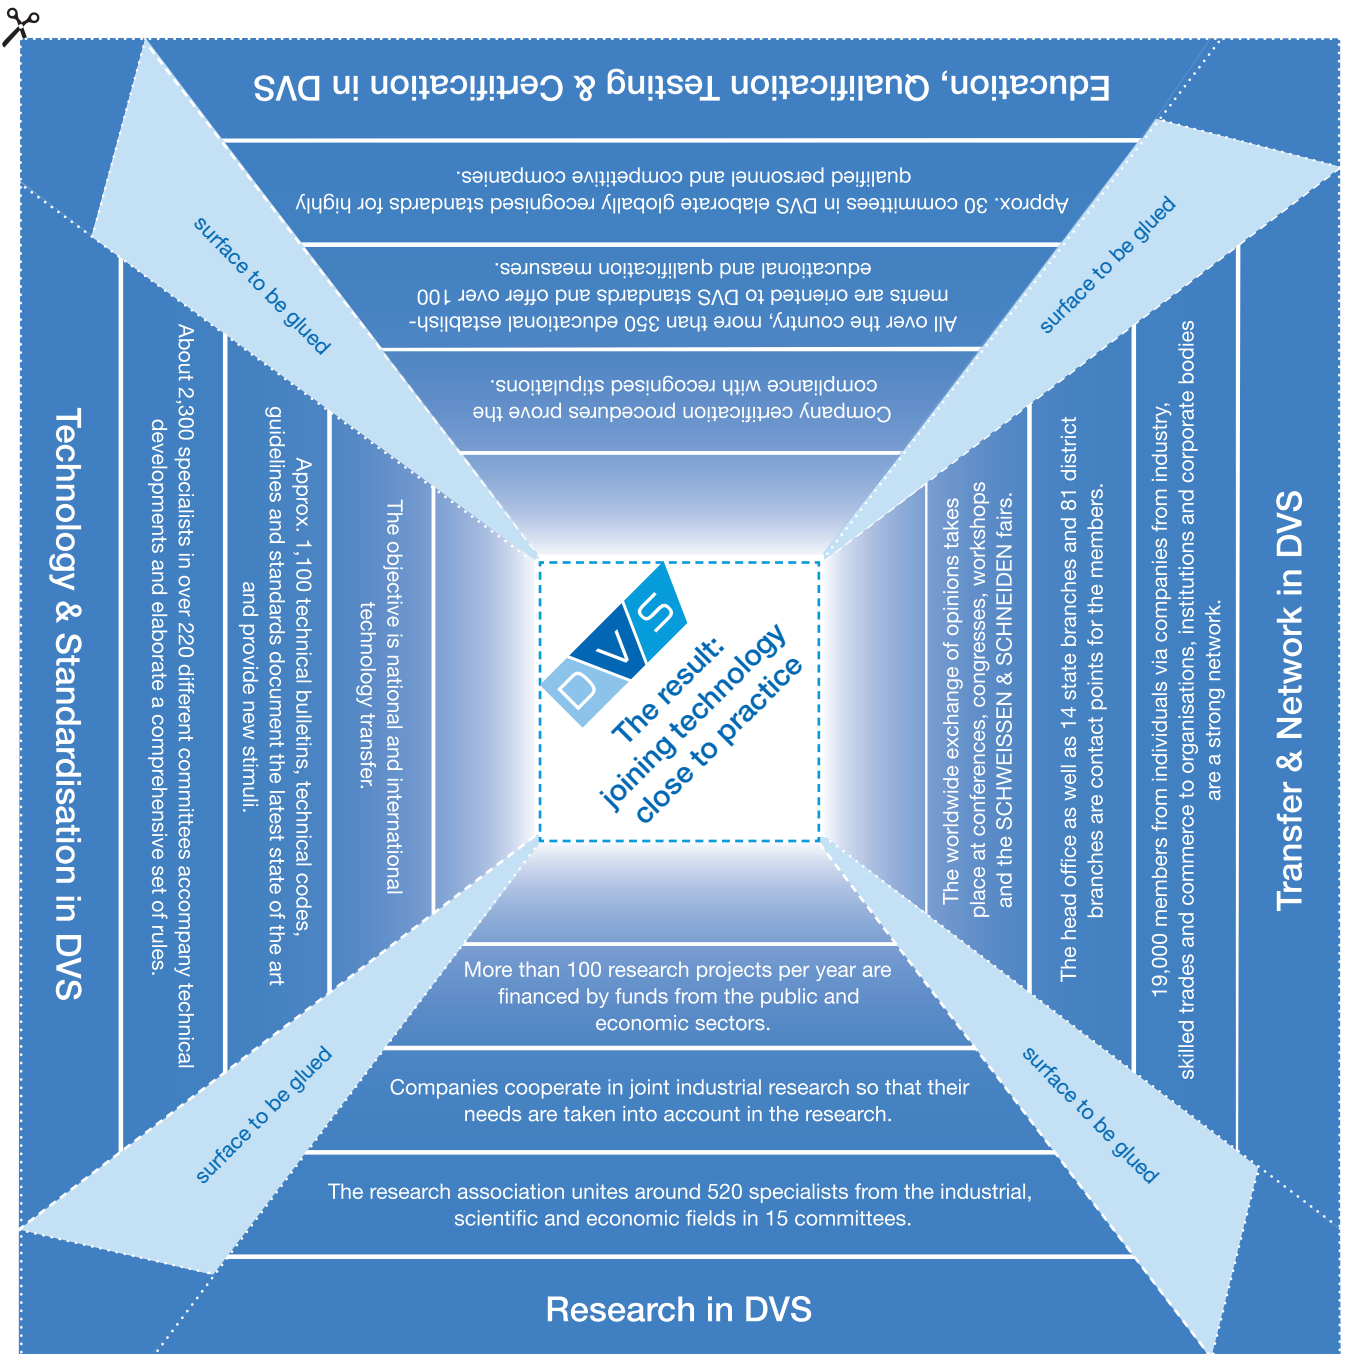 Education, Qualification Testing & Certification in DVS
Approx. 30 committees in DVS elaborate globally recognised standards for highly
qualified personnel and competitive companies.
All over the country, more than 350 educational establish-
ments are oriented to DVS standards and offer over 100
educational and qualification measures.
Company certification procedures prove the
compliance with recognised stipulations.
surface to be glued
surface to be glued
Technology & Standardisation in DVS
About 2,300 specialists in over 220 different committees accompany technical
developments and elaborate a comprehensive set of rules.
Approx. 1,100 technical bulletins, technical codes,
guidelines and standards document the latest state of the art
and provide new stimuli.
The objective is national and international
technology transfer.
DVS
The result:
joining technology
close to practice
The worldwide exchange of opinions takes
place at conferences, congresses, workshops
and the SCHWEISSEN & SCHNEIDEN fairs.
The head office as well as 14 state branches and 81 district
branches are contact points for the members.
19,000 members from individuals via companies from industry,
skilled trades and commerce to organisations, institutions and corporate bodies
are a strong network.
Transfer & Network in DVS
More than 100 research projects per year are
financed by funds from the public and
economic sectors.
Companies cooperate in joint industrial research so that their
needs are taken into account in the research.
surface to be glued
surface to be glued
The research association unites around 520 specialists from the industrial,
scientific and economic fields in 15 committees.
Research in DVS